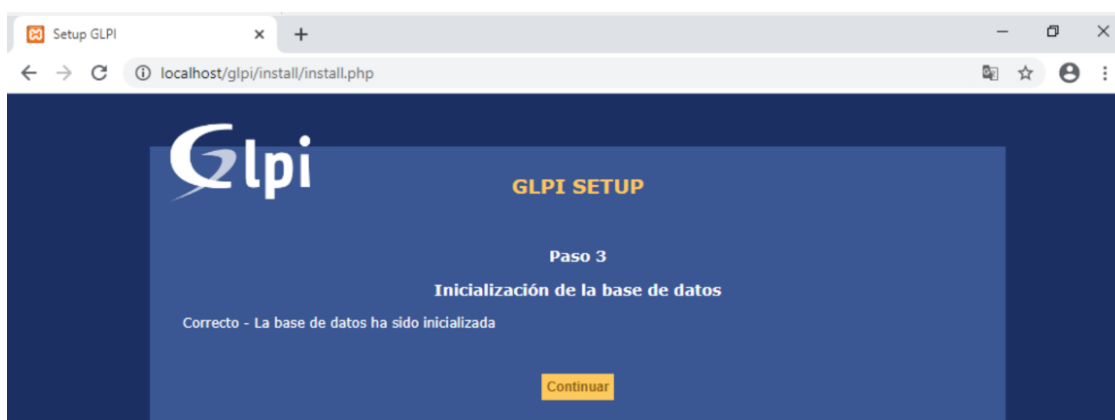 Setup GLPI
localhost/glpi/install/install.php
Glpi
GLPI SETUP
Paso 3
Inicialización de la base de datos
Correcto - La base de datos ha sido inicializada
Continuar